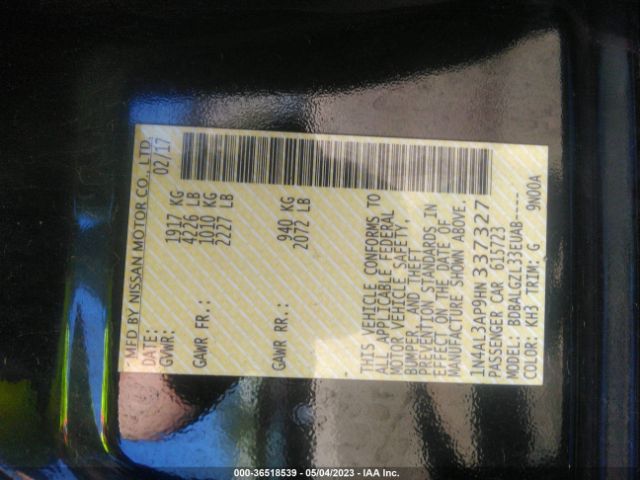 MFD BY NISSAN MOTOR CO., LTD.
DATE: 02/17
GVWR: 1917 KG
4226 LB
GAWR FR.: 1010 KG
2227 LB
GAWR RR.: 940 KG
2072 LB
THIS VEHICLE CONFORMS TO
ALL APPLICABLE FEDERAL
MOTOR VEHICLE SAFETY,
BUMPER, AND THEFT
PREVENTION STANDARDS IN
EFFECT ON THE DATE OF
MANUFACTURE SHOWN ABOVE.
1N4AL3AP9HN337327
PASSENGER CAR 615723
MODEL: BDBALGZL33EUAB----
COLOR: KH3 TRIM: G 9N00A
000-36518539 - 05/04/2023 - IAA Inc.